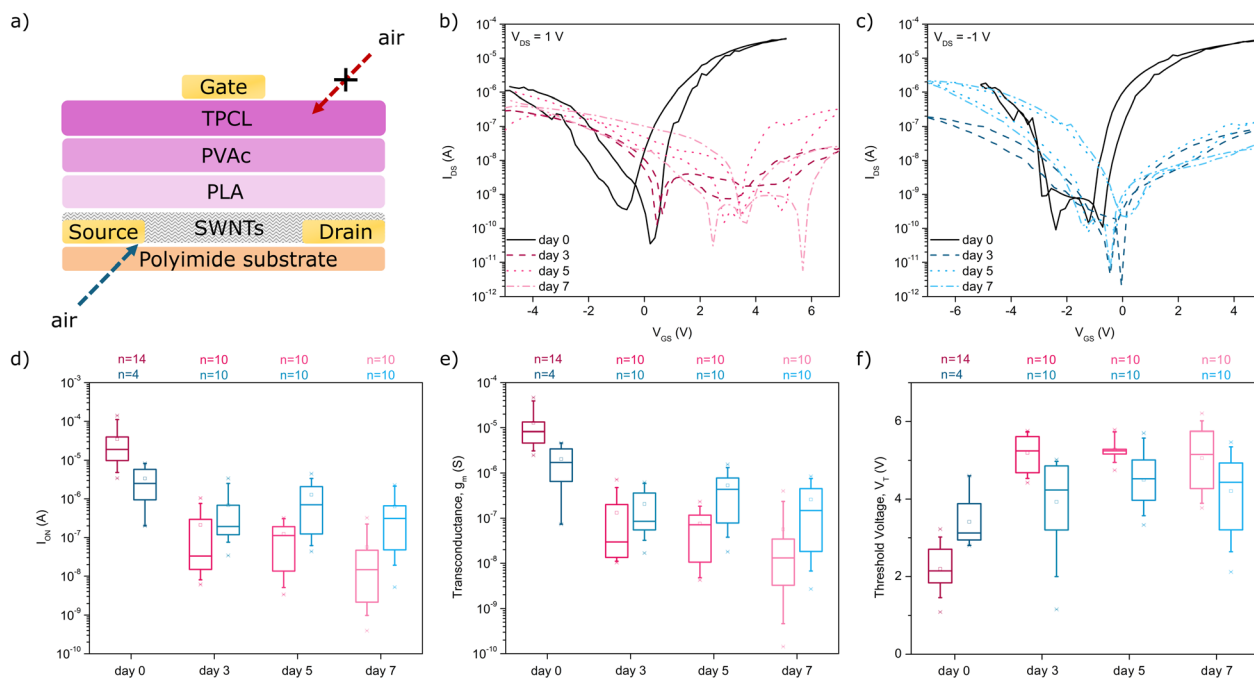 a)
air
Gate
TPCL
PVAc
PLA
SWNTs
Source
Drain
Polyimide substrate
air
b)
V_DS = 1 V
10⁻⁴
10⁻⁵
10⁻⁶
10⁻⁷
10⁻⁸
10⁻⁹
10⁻¹⁰
10⁻¹¹
10⁻¹²
I_DS (A)
day 0
day 3
day 5
day 7
-4 -2 0 2 4 6
V_GS (V)
c)
V_DS = -1 V
10⁻⁴
10⁻⁵
10⁻⁶
10⁻⁷
10⁻⁸
10⁻⁹
10⁻¹⁰
10⁻¹¹
10⁻¹²
I_DS (A)
day 0
day 3
day 5
day 7
-6 -4 -2 0 2 4
V_GS (V)
d)
n=14 n=10 n=10 n=10
n=4 n=10 n=10 n=10
10⁻³
10⁻⁴
10⁻⁵
10⁻⁶
10⁻⁷
10⁻⁸
10⁻⁹
10⁻¹⁰
I_ON (A)
day 0 day 3 day 5 day 7
e)
n=14 n=10 n=10 n=10
n=4 n=10 n=10 n=10
10⁻⁴
10⁻⁵
10⁻⁶
10⁻⁷
10⁻⁸
10⁻⁹
10⁻¹⁰
Transconductance, g_m (S)
day 0 day 3 day 5 day 7
f)
n=14 n=10 n=10 n=10
n=4 n=10 n=10 n=10
6
4
2
0
Threshold Voltage, V_T (V)
day 0 day 3 day 5 day 7